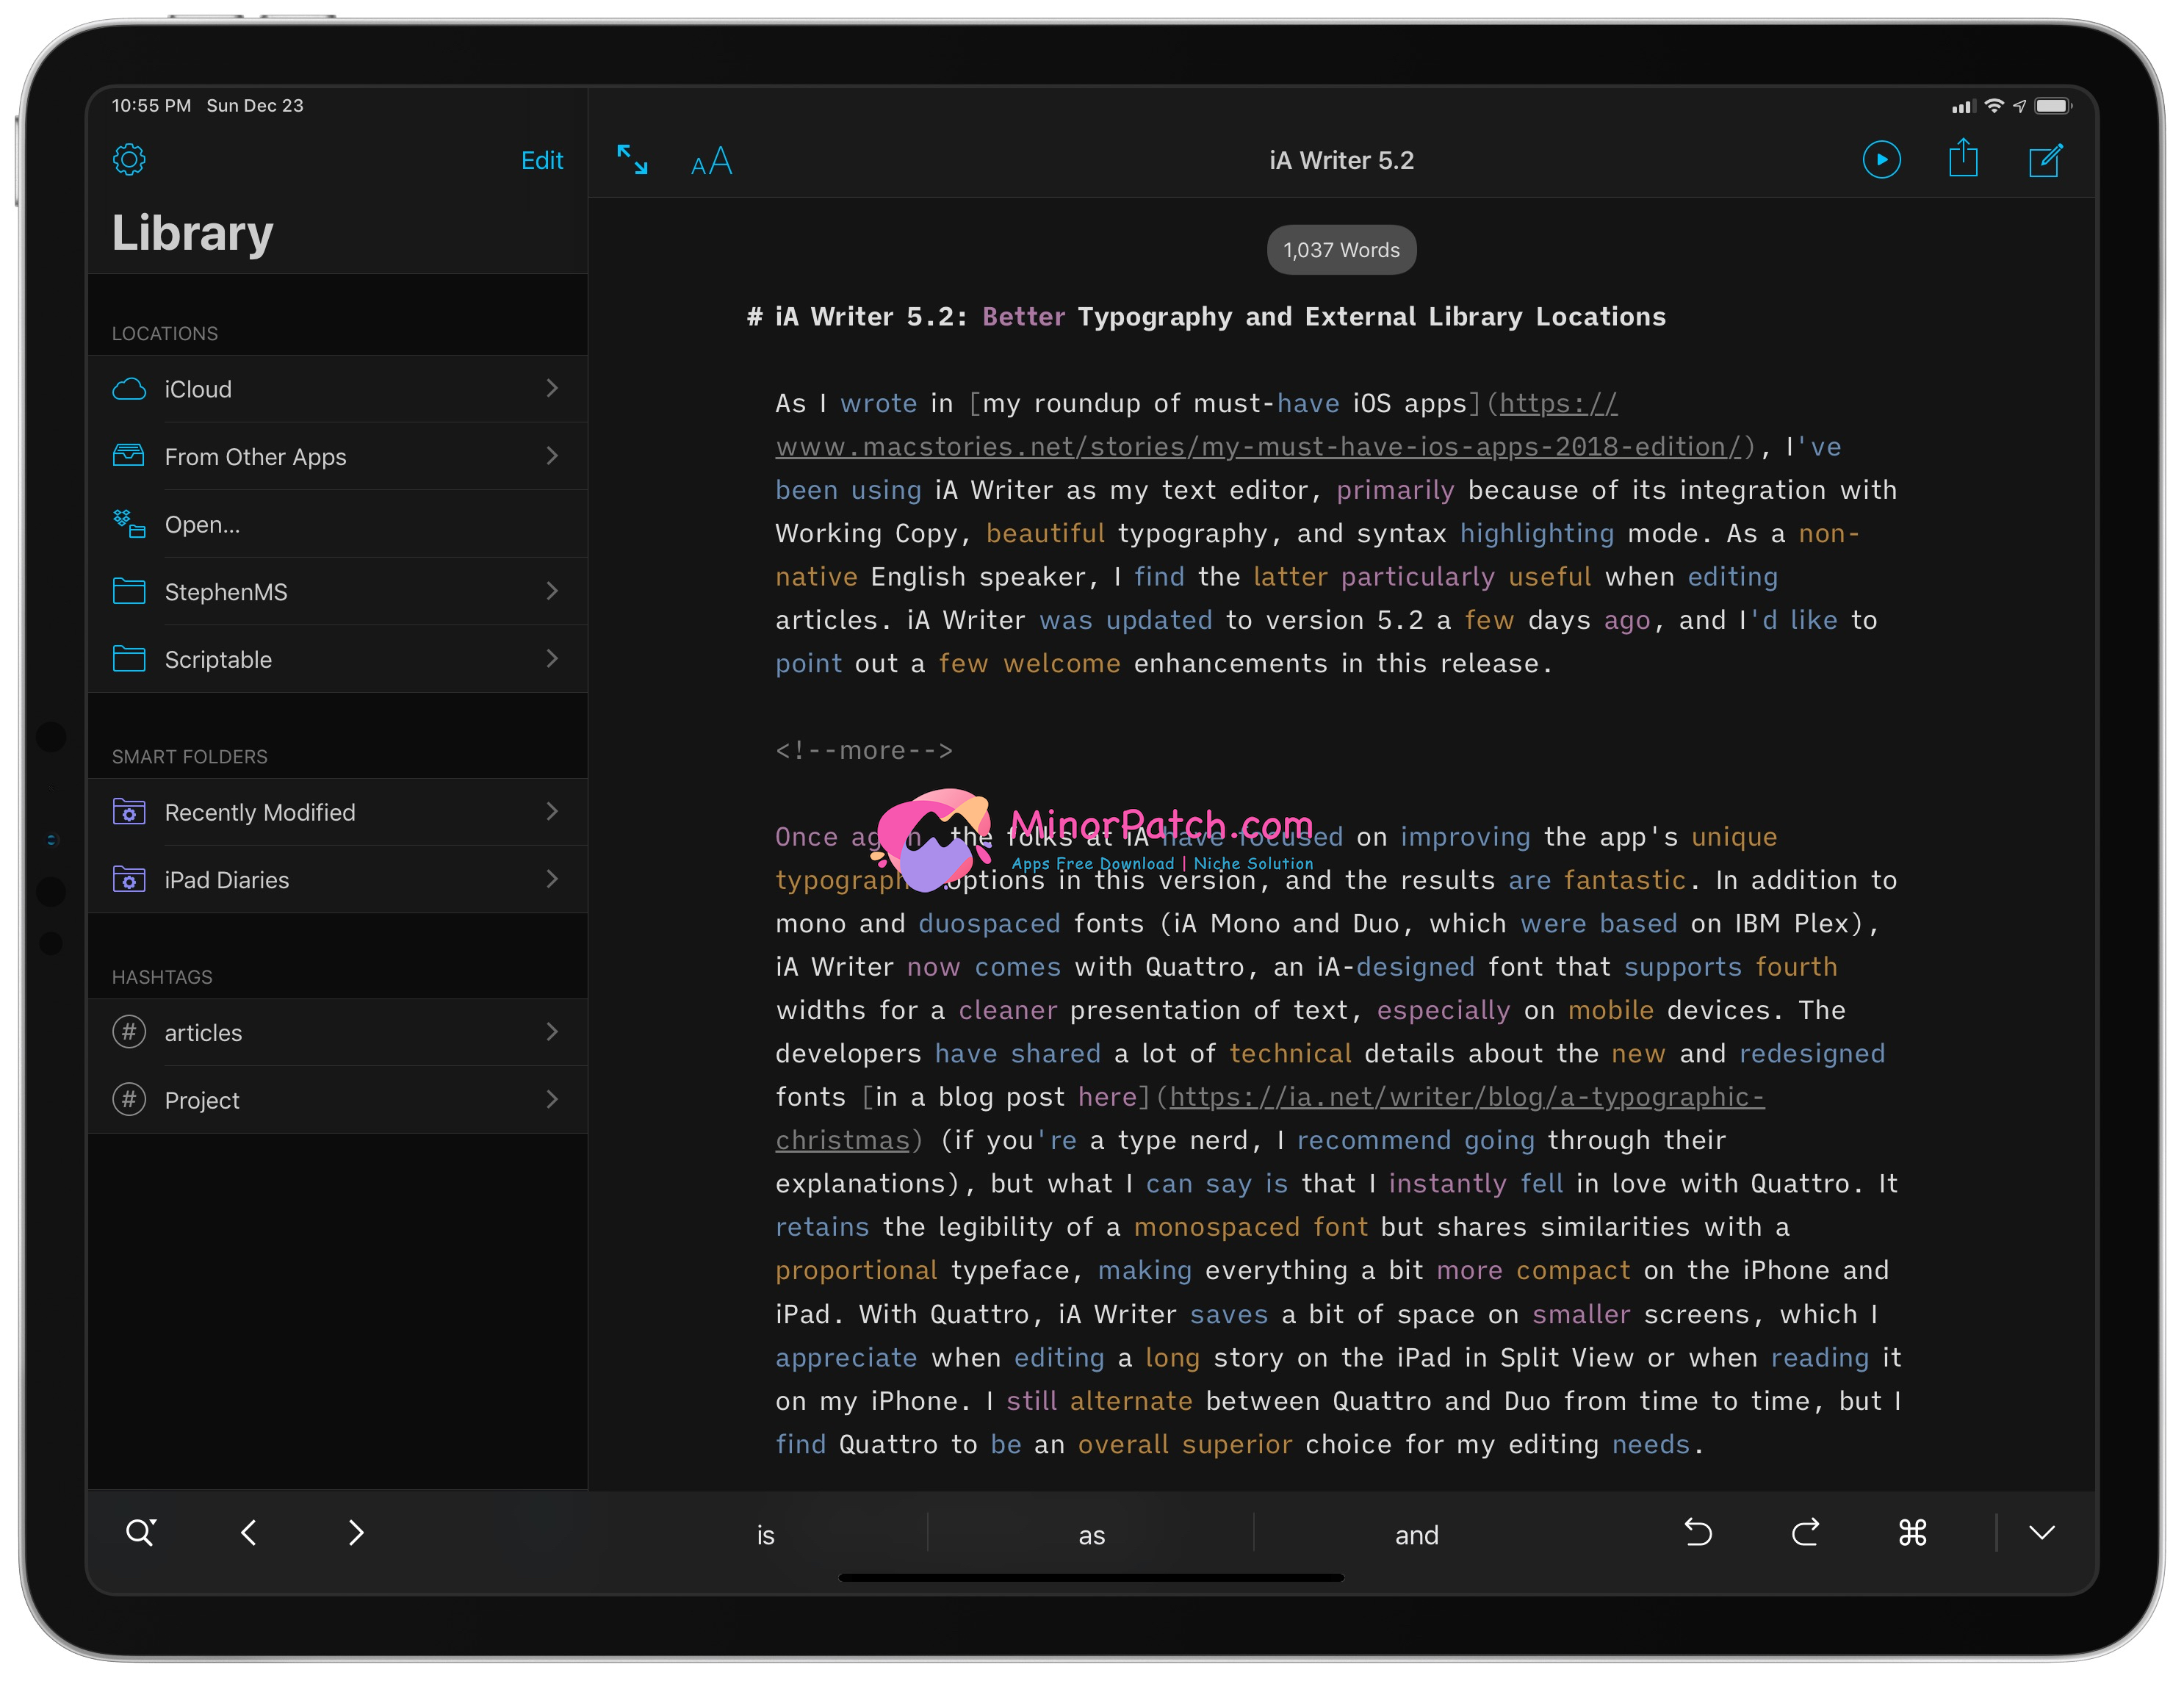 10:55 PM Sun Dec 23
Edit
Library
LOCATIONS
iCloud
From Other Apps
Open...
StephenMS
Scriptable
SMART FOLDERS
Recently Modified
iPad Diaries
HASHTAGS
# articles
# Project
AA
iA Writer 5.2
1,037 Words
# iA Writer 5.2: Better Typography and External Library Locations
As I wrote in [my roundup of must-have iOS apps](https://
www.macstories.net/stories/my-must-have-ios-apps-2018-edition/), I've
been using iA Writer as my text editor, primarily because of its integration with
Working Copy, beautiful typography, and syntax highlighting mode. As a non-
native English speaker, I find the latter particularly useful when editing
articles. iA Writer was updated to version 5.2 a few days ago, and I'd like to
point out a few welcome enhancements in this release.
<!--more-->
MinorPatch.com
Apps Free Download | Niche Solution
Once the folks at iA have focused on improving the app's unique
options in this version, and the results are fantastic. In addition to
mono and duospaced fonts (iA Mono and Duo, which were based on IBM Plex),
iA Writer now comes with Quattro, an iA-designed font that supports fourth
widths for a cleaner presentation of text, especially on mobile devices. The
developers have shared a lot of technical details about the new and redesigned
fonts [in a blog post here](https://ia.net/writer/blog/a-typographic-
christmas) (if you're a type nerd, I recommend going through their
explanations), but what I can say is that I instantly fell in love with Quattro. It
retains the legibility of a monospaced font but shares similarities with a
proportional typeface, making everything a bit more compact on the iPhone and
iPad. With Quattro, iA Writer saves a bit of space on smaller screens, which I
appreciate when editing a long story on the iPad in Split View or when reading it
on my iPhone. I still alternate between Quattro and Duo from time to time, but I
find Quattro to be an overall superior choice for my editing needs.
is as and